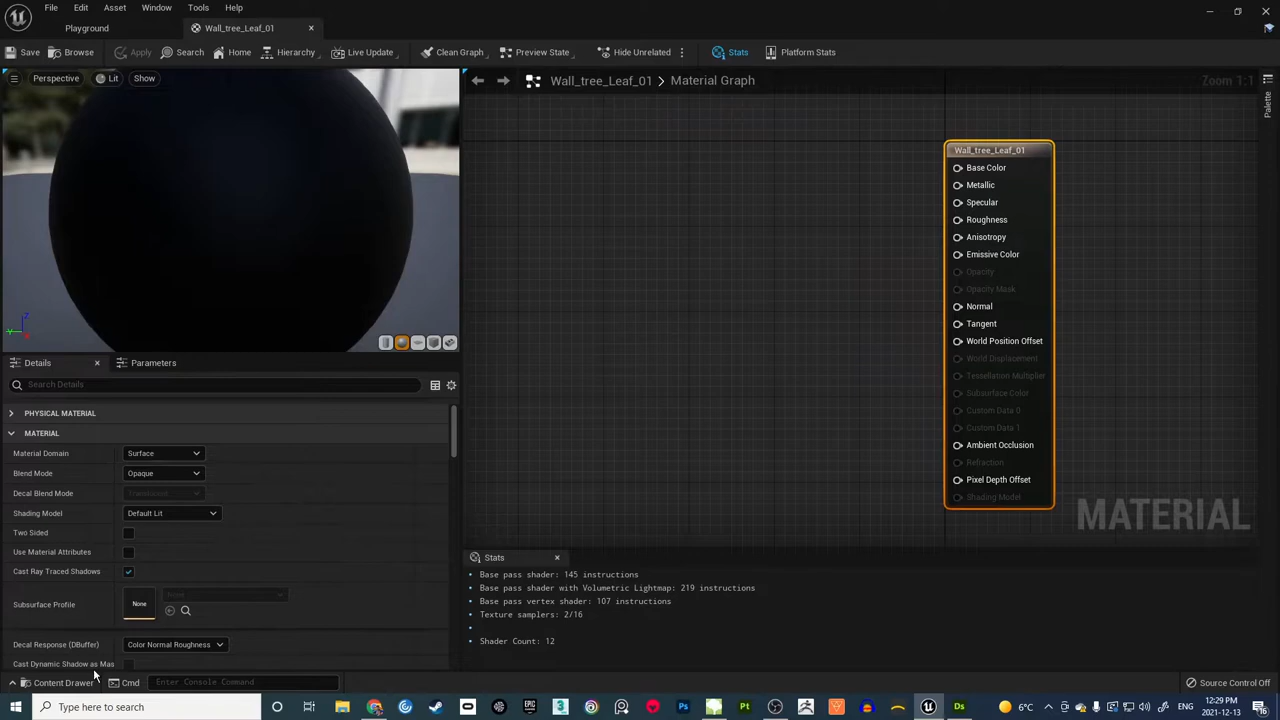 File Edit Asset Window Tools Help
Playground Wall_tree_Leaf_01
Save Browse Apply Search Home Hierarchy Live Update Clean Graph Preview State Hide Unrelated Stats Platform Stats
Perspective Lit Show
Wall_tree_Leaf_01 > Material Graph Zoom 1:1
Palette
Wall_tree_Leaf_01
Base Color
Metallic
Specular
Roughness
Anisotropy
Emissive Color
Opacity
Opacity Mask
Normal
Tangent
World Position Offset
World Displacement
Tessellation Multiplier
Subsurface Color
Custom Data 0
Custom Data 1
Ambient Occlusion
Refraction
Pixel Depth Offset
Shading Model
MATERIAL
Z
Y
Details Parameters
Search Details
PHYSICAL MATERIAL
MATERIAL
Material Domain Surface
Blend Mode Opaque
Decal Blend Mode Translucent
Shading Model Default Lit
Two Sided
Use Material Attributes
Cast Ray Traced Shadows
Subsurface Profile None None
Decal Response (DBuffer) Color Normal Roughness
Cast Dynamic Shadow as Mas
Stats
Base pass shader: 145 instructions
Base pass shader with Volumetric Lightmap: 219 instructions
Base pass vertex shader: 107 instructions
Texture samplers: 2/16
Shader Count: 12
Content Drawer Cmd Enter Console Command Source Control Off
Type here to search
6°C
12:29 PM
2021-12-13